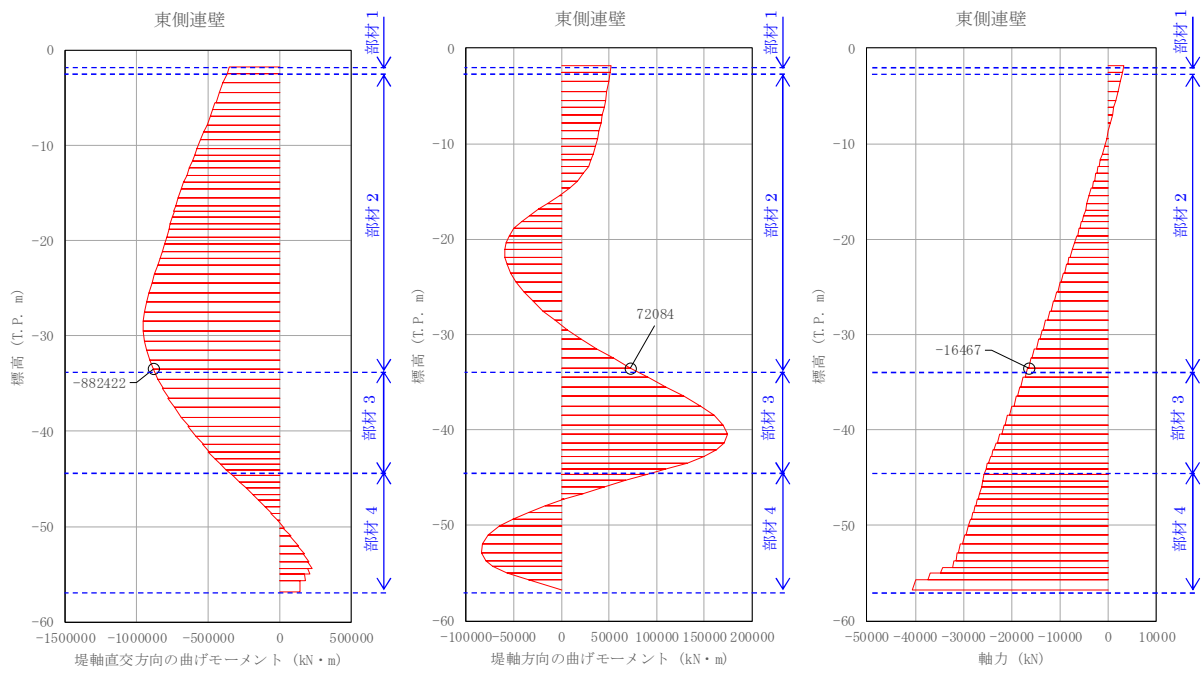 東側連壁
0
-10
-20
-30
-40
-50
-60
-1500000 -1000000 -500000 0 500000
堤軸直交方向の曲げモーメント (kN・m)
標高 (T.P. m)
-882422
部材1
部材2
部材3
部材4
東側連壁
0
-10
-20
-30
-40
-50
-60
-100000 -50000 0 50000 100000 150000 200000
堤軸方向の曲げモーメント (kN・m)
標高 (T.P. m)
72084
部材1
部材2
部材3
部材4
東側連壁
0
-10
-20
-30
-40
-50
-60
-50000 -40000 -30000 -20000 -10000 0 10000
軸力 (kN)
標高 (T.P. m)
-16467
部材1
部材2
部材3
部材4